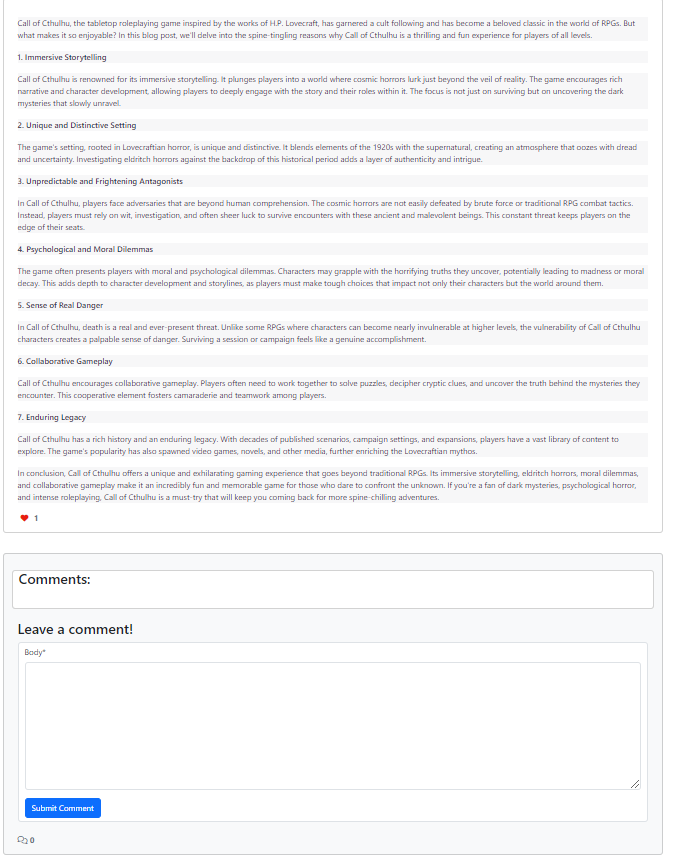 Call of Cthulhu, the tabletop roleplaying game inspired by the works of H.P. Lovecraft, has garnered a cult following and has become a beloved classic in the world of RPGs. But
what makes it so enjoyable? In this blog post, we'll delve into the spine-tingling reasons why Call of Cthulhu is a thrilling and fun experience for players of all levels.
1. Immersive Storytelling
Call of Cthulhu is renowned for its immersive storytelling. It plunges players into a world where cosmic horrors lurk just beyond the veil of reality. The game encourages rich
narrative and character development, allowing players to deeply engage with the story and their roles within it. The focus is not just on surviving but on uncovering the dark
mysteries that slowly unravel.
2. Unique and Distinctive Setting
The game's setting, rooted in Lovecraftian horror, is unique and distinctive. It blends elements of the 1920s with the supernatural, creating an atmosphere that oozes with dread
and uncertainty. Investigating eldritch horrors against the backdrop of this historical period adds a layer of authenticity and intrigue.
3. Unpredictable and Frightening Antagonists
In Call of Cthulhu, players face adversaries that are beyond human comprehension. The cosmic horrors are not easily defeated by brute force or traditional RPG combat tactics.
Instead, players must rely on wit, investigation, and often sheer luck to survive encounters with these ancient and malevolent beings. This constant threat keeps players on the
edge of their seats.
4. Psychological and Moral Dilemmas
The game often presents players with moral and psychological dilemmas. Characters may grapple with the horrifying truths they uncover, potentially leading to madness or moral
decay. This adds depth to character development and storylines, as players must make tough choices that impact not only their characters but the world around them.
5. Sense of Real Danger
In Call of Cthulhu, death is a real and ever-present threat. Unlike some RPGs where characters can become nearly invulnerable at higher levels, the vulnerability of Call of Cthulhu
characters creates a palpable sense of danger. Surviving a session or campaign feels like a genuine accomplishment.
6. Collaborative Gameplay
Call of Cthulhu encourages collaborative gameplay. Players often need to work together to solve puzzles, decipher cryptic clues, and uncover the truth behind the mysteries they
encounter. This cooperative element fosters camaraderie and teamwork among players.
7. Enduring Legacy
Call of Cthulhu has a rich history and an enduring legacy. With decades of published scenarios, campaign settings, and expansions, players have a vast library of content to
explore. The game's popularity has also spawned video games, novels, and other media, further enriching the Lovecraftian mythos.
In conclusion, Call of Cthulhu offers a unique and exhilarating gaming experience that goes beyond traditional RPGs. Its immersive storytelling, eldritch horrors, moral dilemmas,
and collaborative gameplay make it an incredibly fun and memorable game for those who dare to confront the unknown. If you're a fan of dark mysteries, psychological horror,
and intense roleplaying, Call of Cthulhu is a must-try that will keep you coming back for more spine-chilling adventures.
1
Comments:
Leave a comment!
Body*
Submit Comment
0